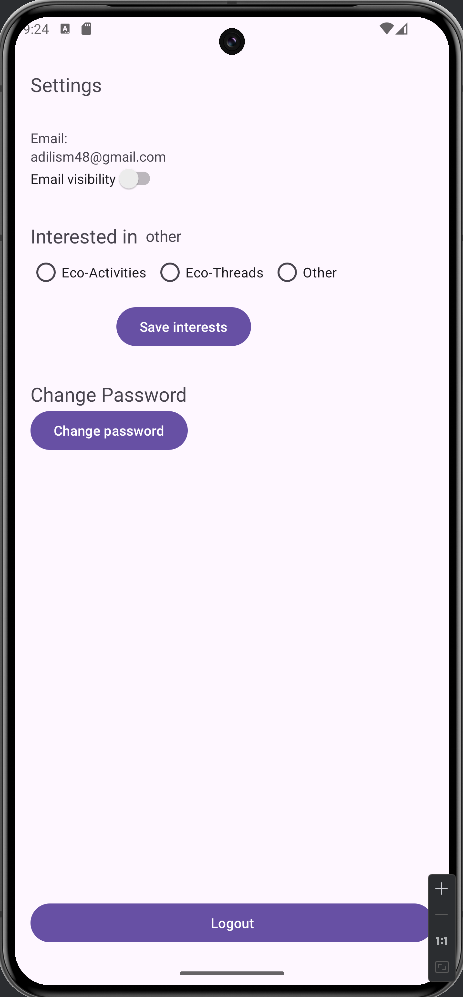 9:24
Settings
Email:
adilism48@gmail.com
Email visibility
Interested in other
Eco-Activities Eco-Threads Other
Save interests
Change Password
Change password
Logout
1:1